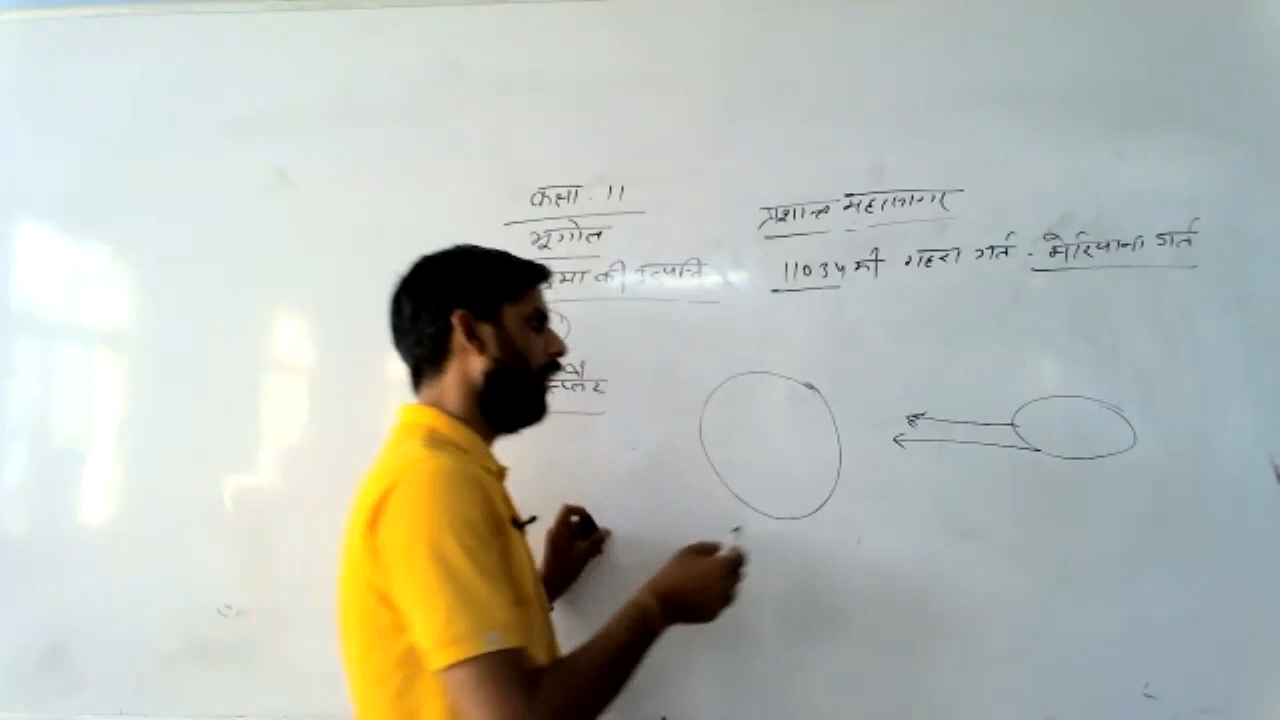 कक्षा - 11
भूगोल
मा की उत्पत्ति
प्रशान्त महासागर
11034 मी गहरा गर्त - मेरियाना गर्त